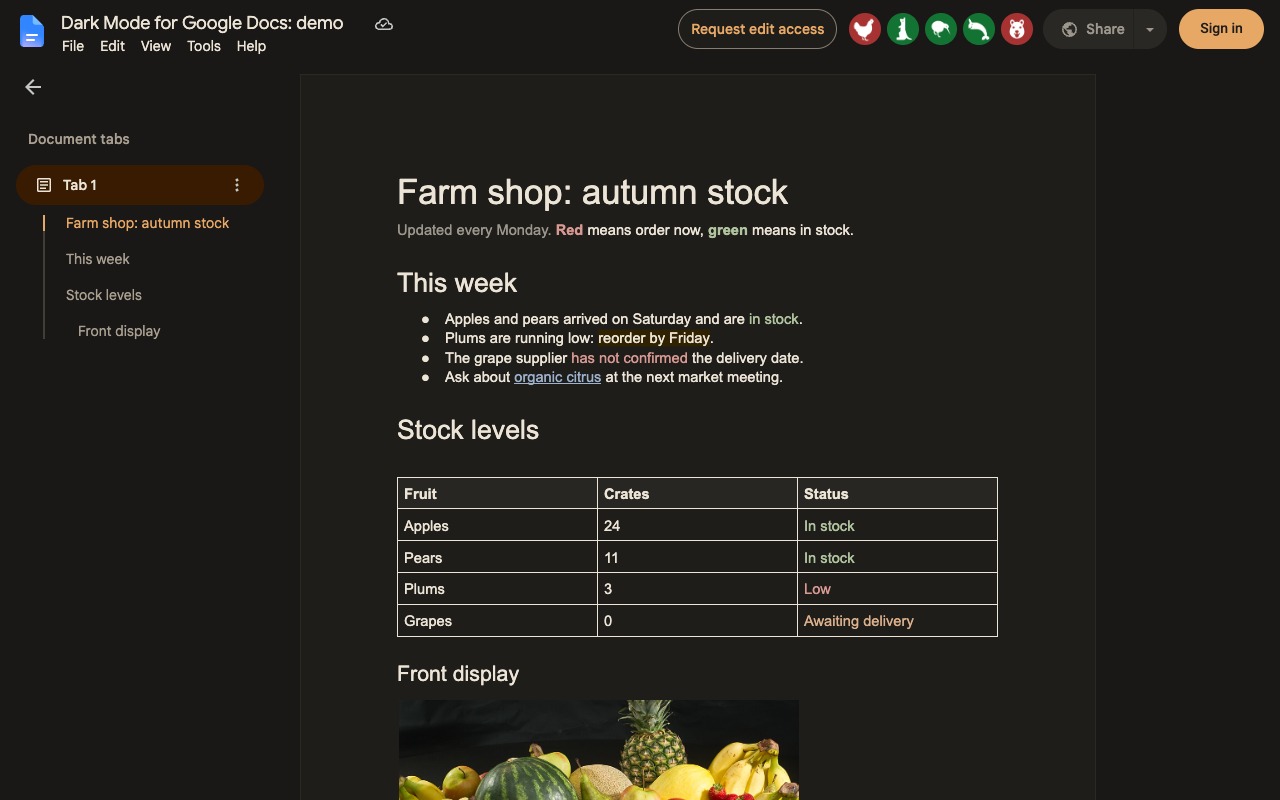 Dark Mode for Google Docs: demo
File Edit View Tools Help
Request edit access
Share
Sign in
Document tabs
Tab 1
Farm shop: autumn stock
This week
Stock levels
Front display
Farm shop: autumn stock
Updated every Monday. Red means order now, green means in stock.
This week
● Apples and pears arrived on Saturday and are in stock.
● Plums are running low: reorder by Friday.
● The grape supplier has not confirmed the delivery date.
● Ask about organic citrus at the next market meeting.
Stock levels
Fruit Crates Status
Apples 24 In stock
Pears 11 In stock
Plums 3 Low
Grapes 0 Awaiting delivery
Front display